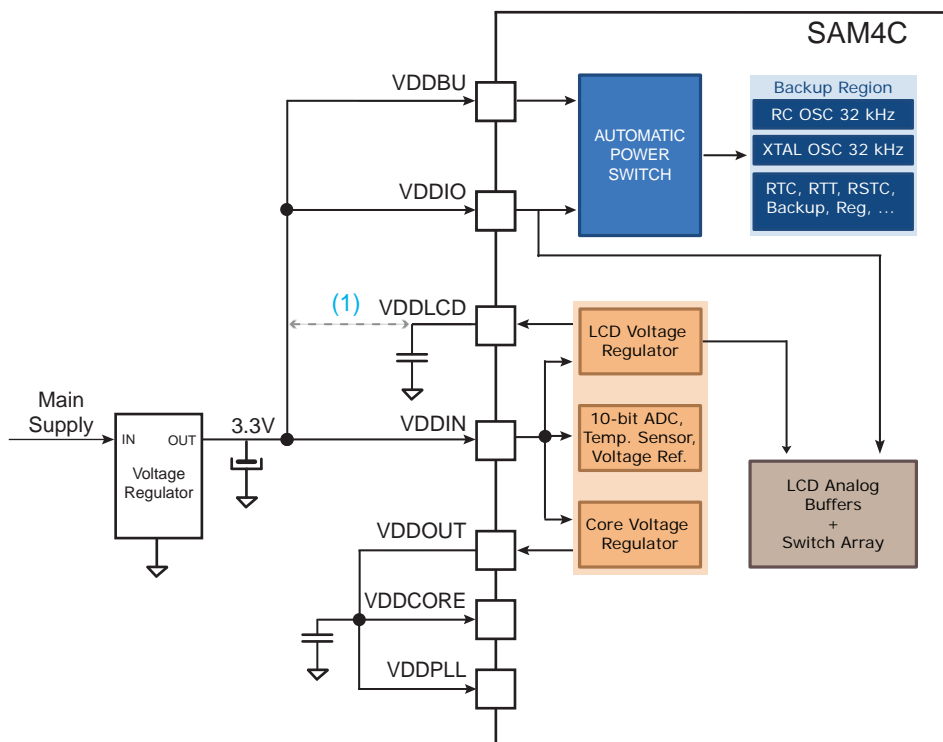 SAM4C
VDDBU
VDDIO
AUTOMATIC
POWER
SWITCH
Backup Region
RC OSC 32 kHz
XTAL OSC 32 kHz
RTC, RTT, RSTC,
Backup, Reg, ...
(1)
VDDLCD
LCD Voltage
Regulator
Main
Supply
IN
OUT
Voltage
Regulator
3.3V
VDDIN
10-bit ADC,
Temp. Sensor,
Voltage Ref.
LCD Analog
Buffers
+
Switch Array
VDDOUT
Core Voltage
Regulator
VDDCORE
VDDPLL